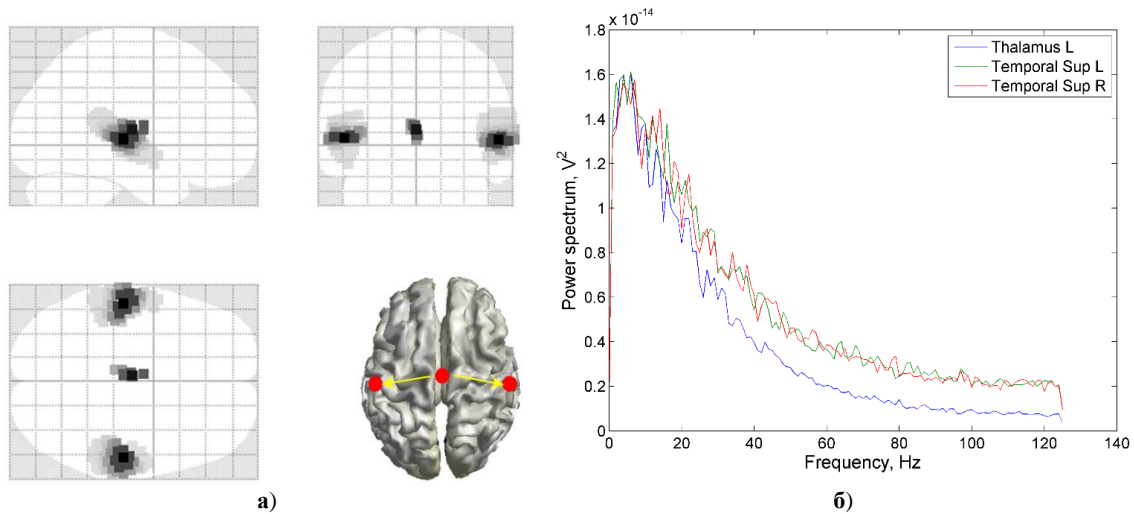 x 10⁻¹⁴
1.8
1.6
1.4
1.2
1
0.8
0.6
0.4
0.2
0
Power spectrum, V²
Thalamus L
Temporal Sup L
Temporal Sup R
0 20 40 60 80 100 120 140
Frequency, Hz
а) б)